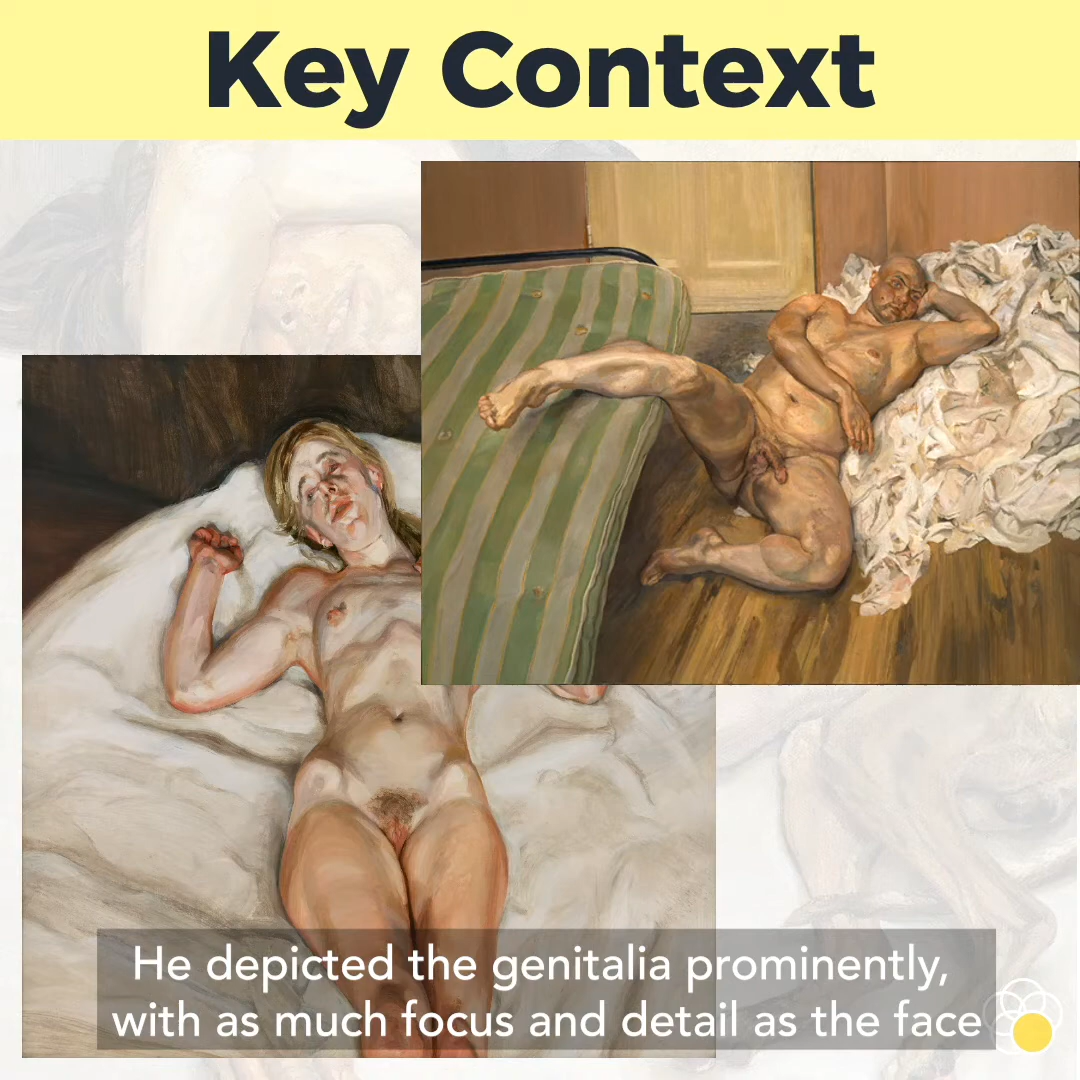 Key Context
He depicted the genitalia prominently,
with as much focus and detail as the face